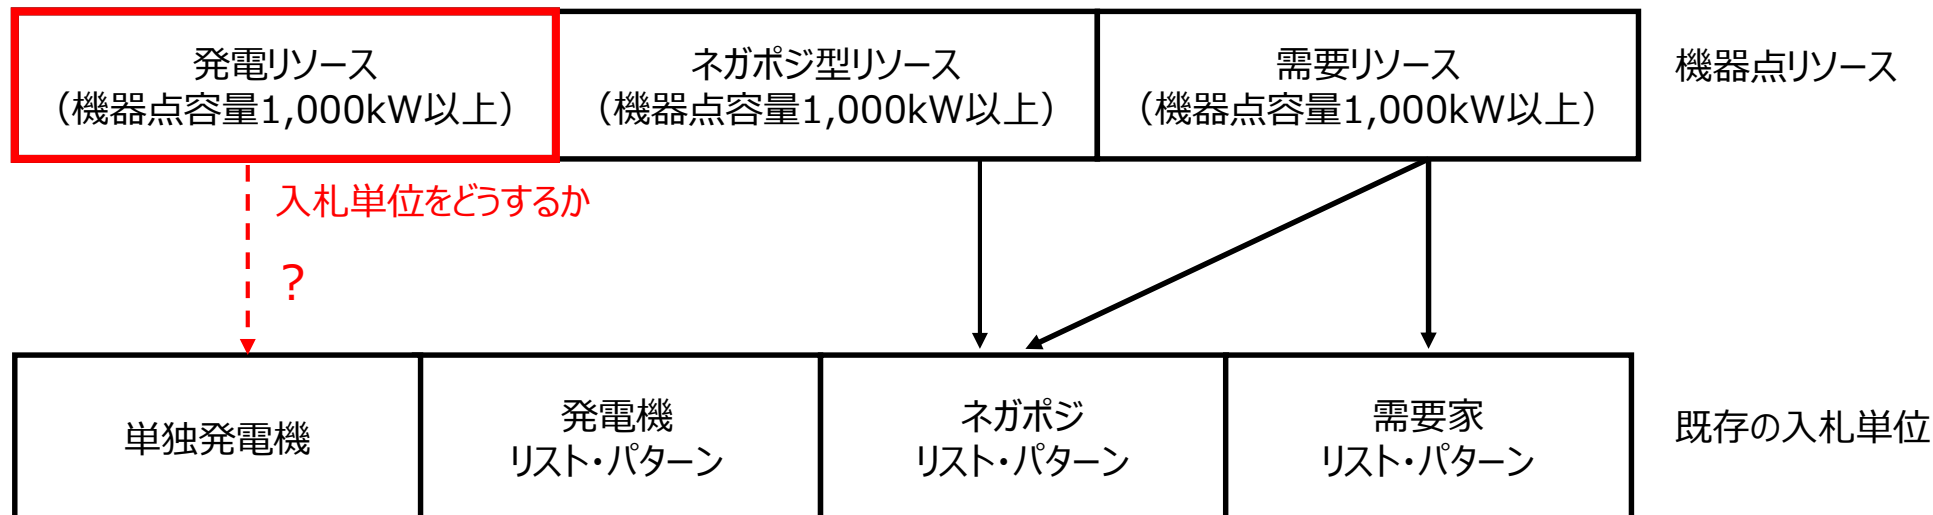 発電リソース
（機器点容量1,000kW以上）
ネガポジ型リソース
（機器点容量1,000kW以上）
需要リソース
（機器点容量1,000kW以上）
機器点リソース
入札単位をどうするか
？
単独発電機
発電機
リスト・パターン
ネガポジ
リスト・パターン
需要家
リスト・パターン
既存の入札単位